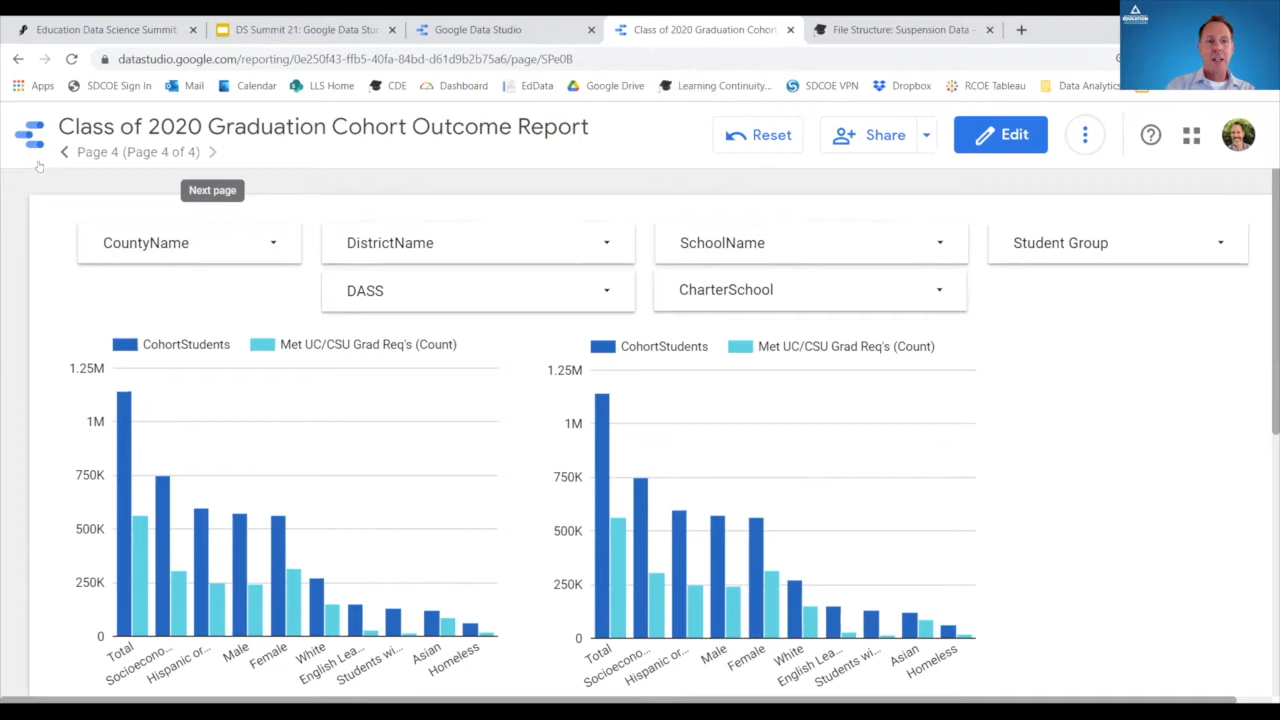 Education Data Science Summit
DS Summit 21: Google Data Stu
Google Data Studio
Class of 2020 Graduation Cohort
File Structure: Suspension Data -
datastudio.google.com/reporting/0e250f43-ffb5-40fa-84bd-d61d9b2b75a6/page/SPe0B
Apps
SDCOE Sign In
Mail
Calendar
LLS Home
CDE
Dashboard
EdData
Google Drive
Learning Continuity...
SDCOE VPN
Dropbox
RCOE Tableau
Data Analytics
EDUCATION
Class of 2020 Graduation Cohort Outcome Report
Page 4 (Page 4 of 4)
Reset
Share
Edit
Next page
CountyName
DistrictName
SchoolName
Student Group
DASS
CharterSchool
CohortStudents
Met UC/CSU Grad Req's (Count)
1.25M
1M
750K
500K
250K
0
Total
Socioecono...
Hispanic or...
Male
Female
White
English Lea...
Students wi...
Asian
Homeless
CohortStudents
Met UC/CSU Grad Req's (Count)
1.25M
1M
750K
500K
250K
0
Total
Socioecono...
Hispanic or...
Male
Female
White
English Lea...
Students wi...
Asian
Homeless